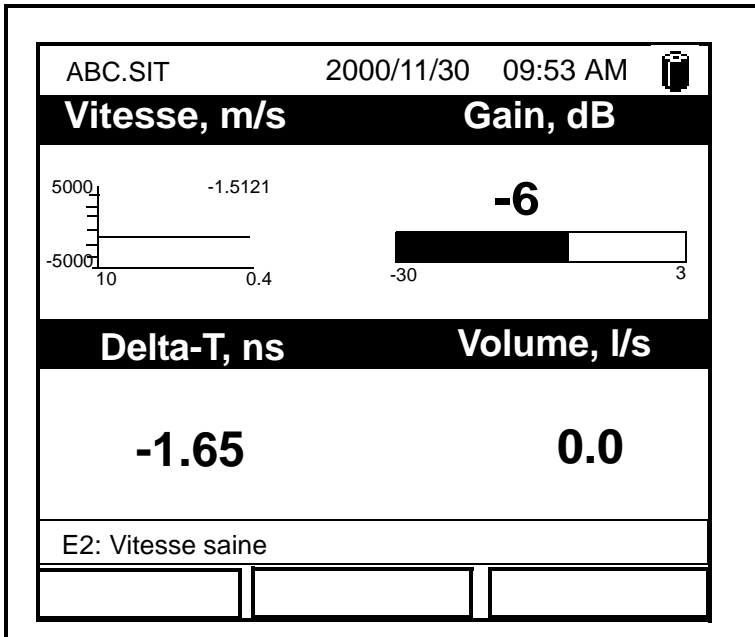 ABC.SIT 2000/11/30 09:53 AM
Vitesse, m/s Gain, dB
5000 -1.5121
-6
-5000
10 0.4
-30 3
Delta-T, ns Volume, l/s
-1.65 0.0
E2: Vitesse saine